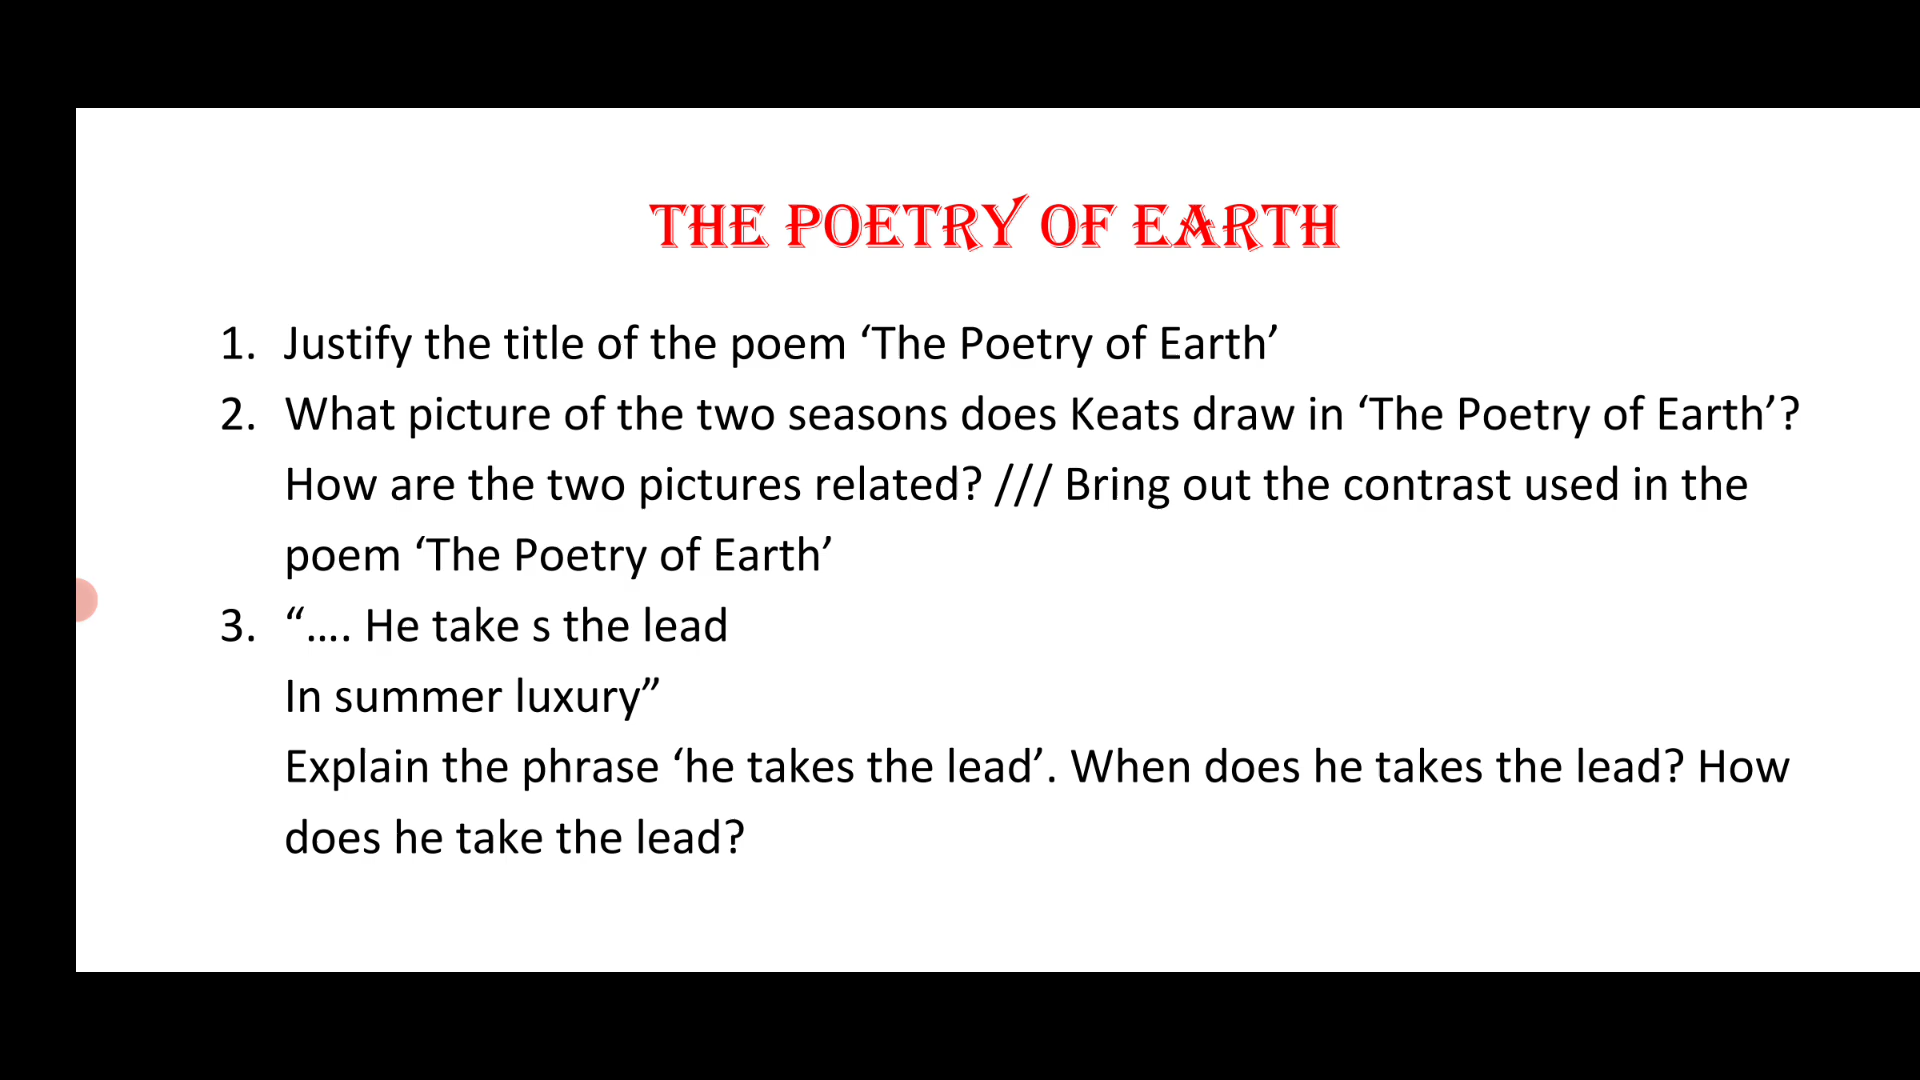 THE POETRY OF EARTH
1. Justify the title of the poem ‘The Poetry of Earth’
2. What picture of the two seasons does Keats draw in ‘The Poetry of Earth’?
How are the two pictures related? /// Bring out the contrast used in the
poem ‘The Poetry of Earth’
3. “.... He take s the lead
In summer luxury”
Explain the phrase ‘he takes the lead’. When does he takes the lead? How
does he take the lead?